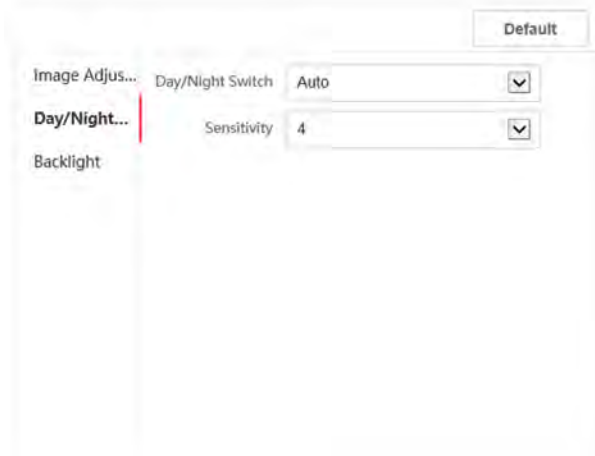 Default
Image Adjus...
Day/Night Switch Auto
Day/Night...
Sensitivity 4
Backlight